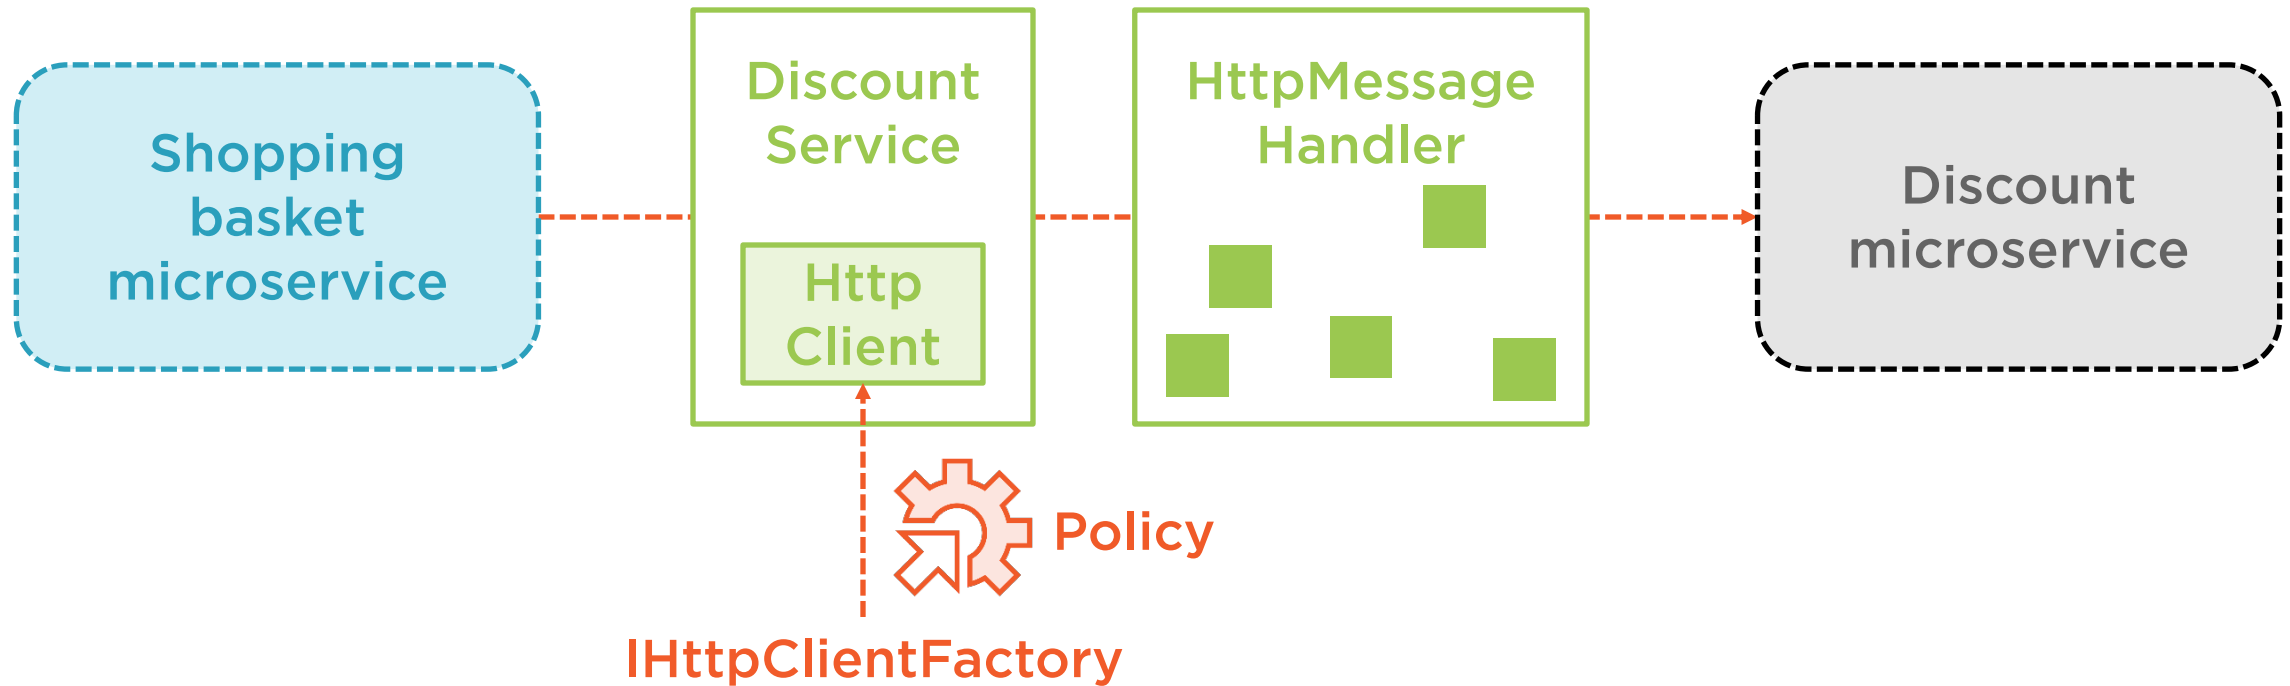 Shopping
basket
microservice
Discount
Service
Http
Client
HttpMessage
Handler
Discount
microservice
Policy
IHttpClientFactory